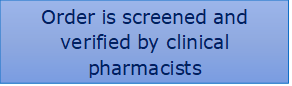 Order is screened and
verified by clinical
pharmacists